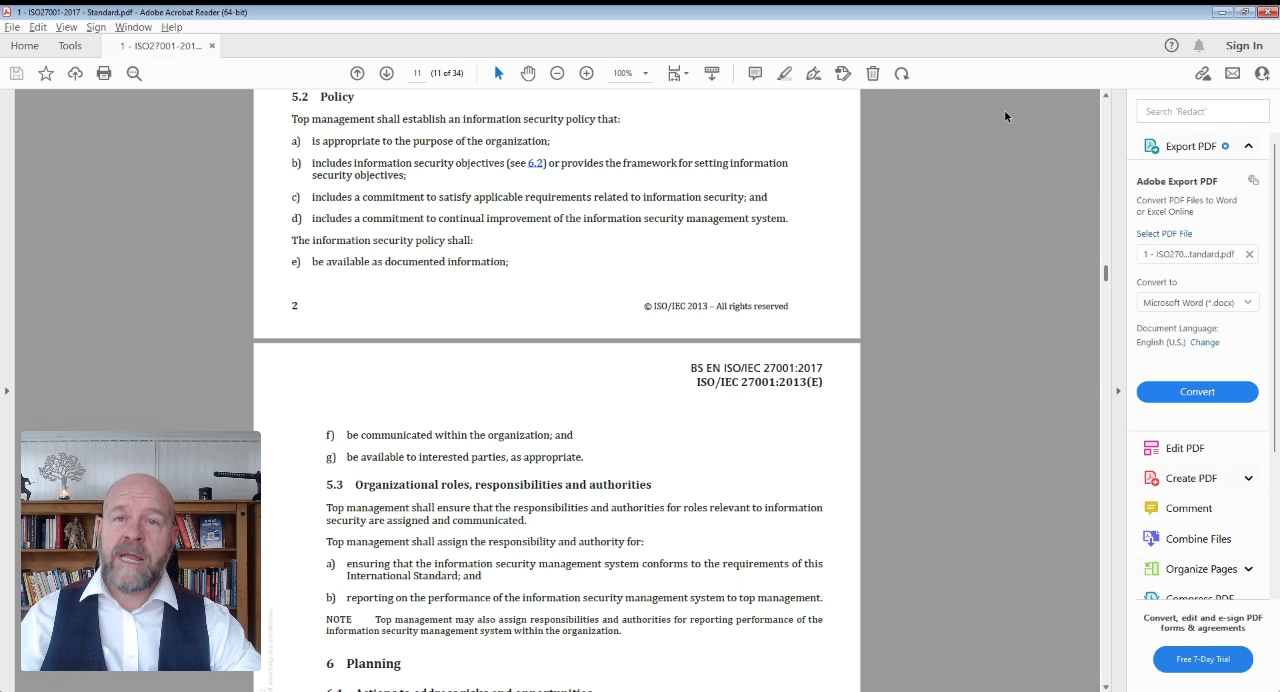 1 - ISO27001-2017 - Standard.pdf - Adobe Acrobat Reader (64-bit)
File Edit View Sign Window Help
Home Tools 1 - ISO27001-201... × Sign In
11 (11 of 34) 100%
5.2 Policy
Top management shall establish an information security policy that:
a) is appropriate to the purpose of the organization;
b) includes information security objectives (see 6.2) or provides the framework for setting information
security objectives;
c) includes a commitment to satisfy applicable requirements related to information security; and
d) includes a commitment to continual improvement of the information security management system.
The information security policy shall:
e) be available as documented information;
2 © ISO/IEC 2013 – All rights reserved
BS EN ISO/IEC 27001:2017
ISO/IEC 27001:2013(E)
f) be communicated within the organization; and
g) be available to interested parties, as appropriate.
5.3 Organizational roles, responsibilities and authorities
Top management shall ensure that the responsibilities and authorities for roles relevant to information
security are assigned and communicated.
Top management shall assign the responsibility and authority for:
a) ensuring that the information security management system conforms to the requirements of this
International Standard; and
b) reporting on the performance of the information security management system to top management.
NOTE Top management may also assign responsibilities and authorities for reporting performance of the
information security management system within the organization.
6 Planning
6.1 Actions to address risks and opportunities
Search 'Redact'
Export PDF
Adobe Export PDF
Convert PDF Files to Word
or Excel Online
Select PDF File
1 - ISO270...tandard.pdf
Convert to
Microsoft Word (*.docx)
Document Language:
English (U.S.) Change
Convert
Edit PDF
Create PDF
Comment
Combine Files
Organize Pages
Compress PDF
Convert, edit and e-sign PDF
forms & agreements
Free 7-Day Trial